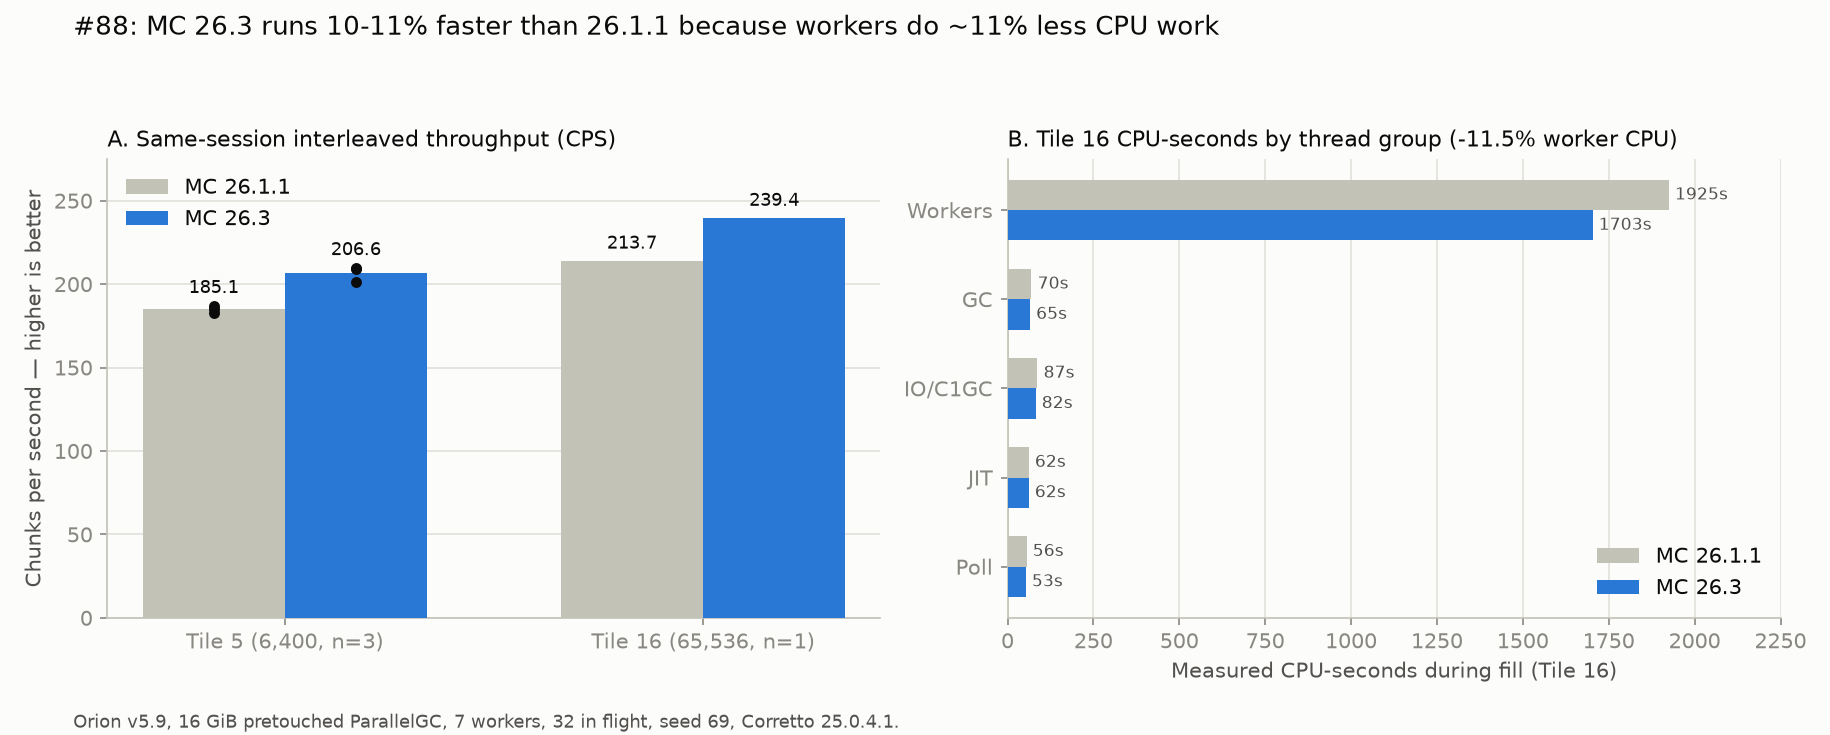 #88: MC 26.3 runs 10-11% faster than 26.1.1 because workers do ~11% less CPU work
A. Same-session interleaved throughput (CPS)
Chunks per second — higher is better
250
200
150
100
50
0
MC 26.1.1
MC 26.3
185.1
206.6
213.7
239.4
Tile 5 (6,400, n=3)
Tile 16 (65,536, n=1)
B. Tile 16 CPU-seconds by thread group (-11.5% worker CPU)
Workers
1925s
1703s
GC
70s
65s
IO/C1GC
87s
82s
JIT
62s
62s
Poll
56s
53s
MC 26.1.1
MC 26.3
0 250 500 750 1000 1250 1500 1750 2000 2250
Measured CPU-seconds during fill (Tile 16)
Orion v5.9, 16 GiB pretouched ParallelGC, 7 workers, 32 in flight, seed 69, Corretto 25.0.4.1.